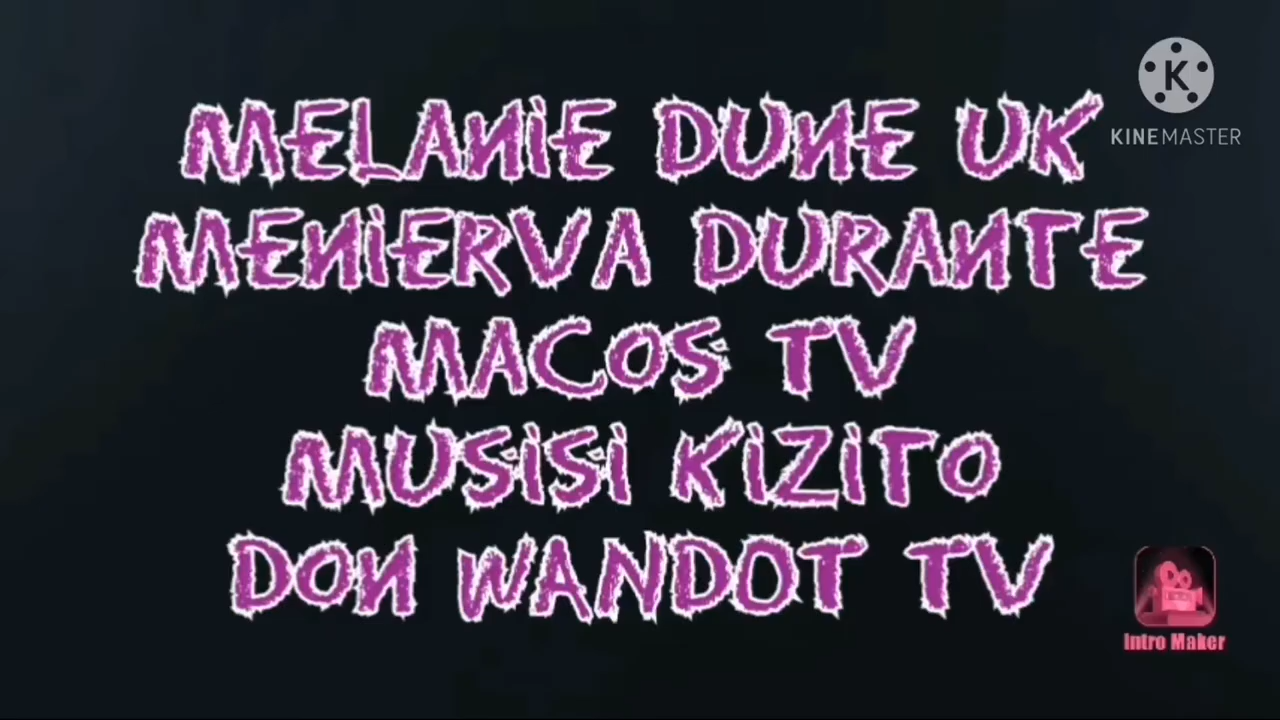 MELANIE DUNE UK
MENIERVA DURANTE
MACOS TV
MUSISI KIZITO
DON WANDOT TV
K
KINEMASTER
Intro Maker